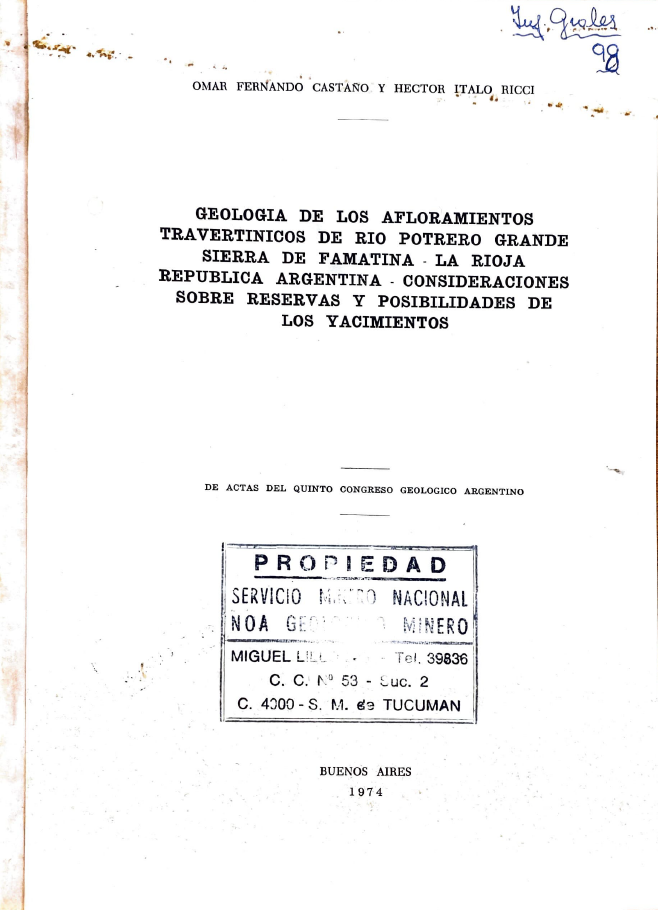 Inf. Grales
98
OMAR FERNANDO CASTAÑO Y HECTOR ITALO RICCI
GEOLOGIA DE LOS AFLORAMIENTOS
TRAVERTINICOS DE RIO POTRERO GRANDE
SIERRA DE FAMATINA - LA RIOJA
REPUBLICA ARGENTINA - CONSIDERACIONES
SOBRE RESERVAS Y POSIBILIDADES DE
LOS YACIMIENTOS
DE ACTAS DEL QUINTO CONGRESO GEOLOGICO ARGENTINO
PROPIEDAD
SERVICIO MINERO NACIONAL
NOA GEOLOGICO MINERO
MIGUEL LILLO - Tel. 39836
C. C. Nº 53 - Suc. 2
C. 4000 - S. M. de TUCUMAN
BUENOS AIRES
1974